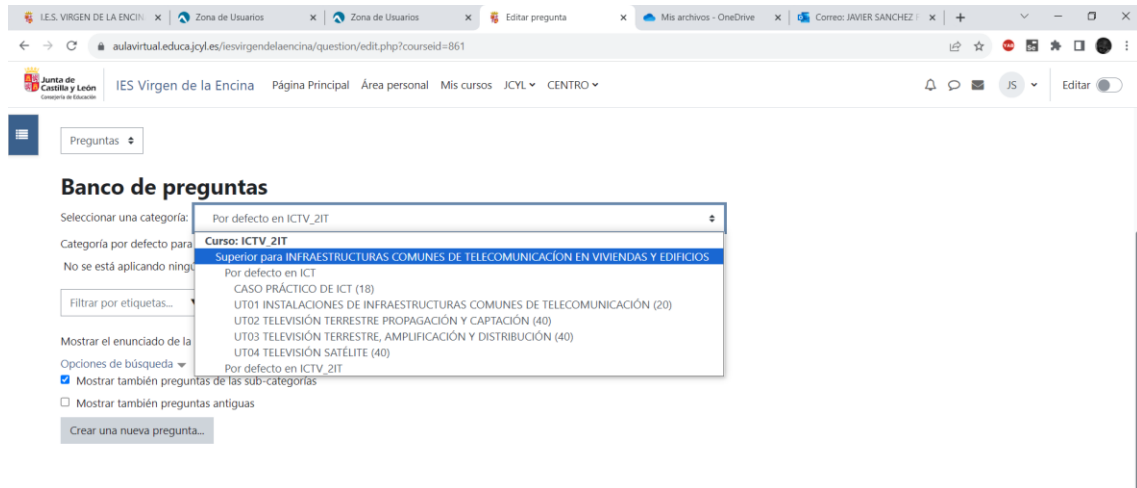 I.E.S. VIRGEN DE LA ENCIN
Zona de Usuarios
Zona de Usuarios
Editar pregunta
Mis archivos - OneDrive
Correo: JAVIER SANCHEZ
aulavirtual.educa.jcyl.es/iesvirgendelaencina/question/edit.php?courseid=861
Junta de
Castilla y León
Consejería de Educación
IES Virgen de la Encina Página Principal Área personal Mis cursos JCYL CENTRO
JS
Editar
Preguntas
Banco de preguntas
Seleccionar una categoría:
Por defecto en ICTV_2IT
Categoría por defecto para
Curso: ICTV_2IT
Superior para INFRAESTRUCTURAS COMUNES DE TELECOMUNICACÍON EN VIVIENDAS Y EDIFICIOS
No se está aplicando ningu
Por defecto en ICT
CASO PRÁCTICO DE ICT (18)
Filtrar por etiquetas...
UT01 INSTALACIONES DE INFRAESTRUCTURAS COMUNES DE TELECOMUNICACIÓN (20)
UT02 TELEVISIÓN TERRESTRE PROPAGACIÓN Y CAPTACIÓN (40)
Mostrar el enunciado de la
UT03 TELEVISIÓN TERRESTRE, AMPLIFICACIÓN Y DISTRIBUCIÓN (40)
UT04 TELEVISIÓN SATÉLITE (40)
Opciones de búsqueda
Por defecto en ICTV_2IT
Mostrar también preguntas de las sub-categorías
Mostrar también preguntas antiguas
Crear una nueva pregunta...